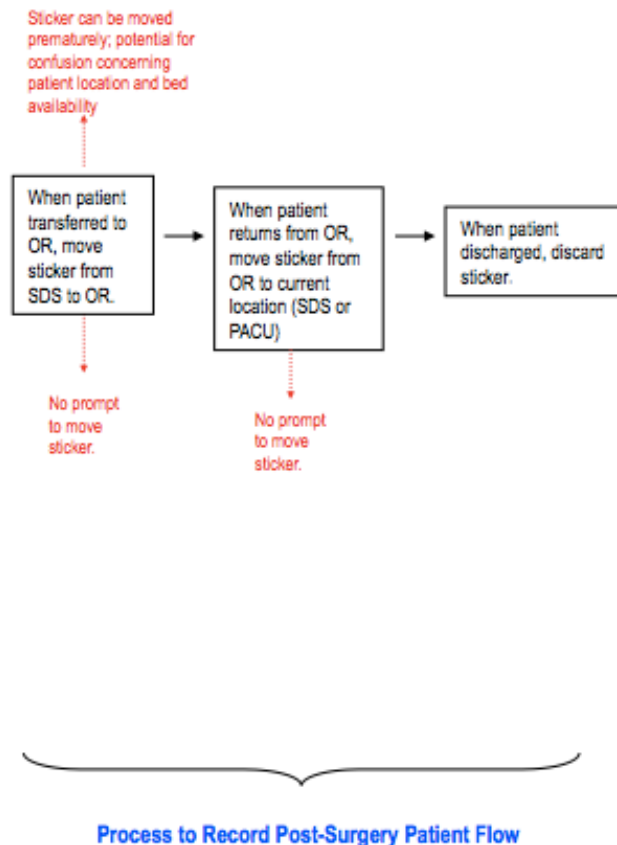 Sticker can be moved
prematurely; potential for
confusion concerning
patient location and bed
availability
When patient
transferred to
OR, move
sticker from
SDS to OR.
When patient
returns from OR,
move sticker from
OR to current
location (SDS or
PACU)
When patient
discharged, discard
sticker.
No prompt
to move
sticker.
No prompt
to move
sticker.
Process to Record Post-Surgery Patient Flow